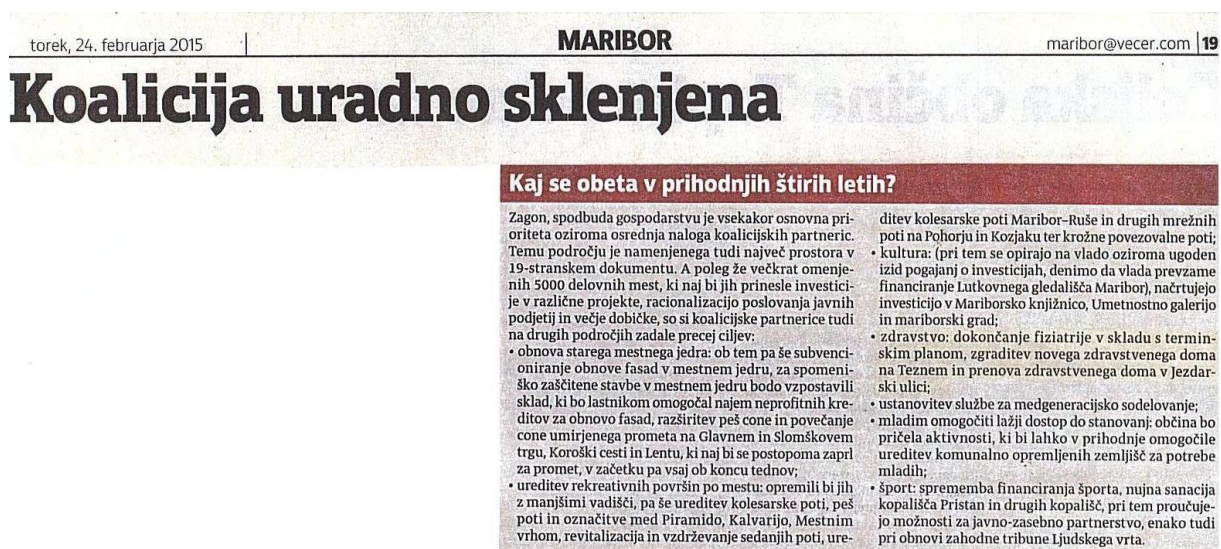 torek, 24. februarja 2015
MARIBOR
maribor@vecer.com | 19
Koalicija uradno sklenjena
Kaj se obeta v prihodnjih štirih letih?
Zagon, spodbuda gospodarstvu je vsekakor osnovna pri-
oriteta oziroma osrednja naloga koalicijskih partneric.
Temu področju je namenjenega tudi največ prostora v
19-stranskem dokumentu. A poleg že večkrat omenje-
nih 5000 delovnih mest, ki naj bi jih prinesle investici-
je v različne projekte, racionalizacijo poslovanja javnih
podjetij in večje dobičke, so si koalicijske partnerice tudi
na drugih področjih zadale precej ciljev:
• obnova starega mestnega jedra: ob tem pa še subvenci-
oniranje obnove fasad v mestnem jedru, za spomeni-
ško zaščitene stavbe v mestnem jedru bodo vzpostavili
sklad, ki bo lastnikom omogočal najem neprofitnih kre-
ditov za obnovo fasad, razširitev peš cone in povečanje
cone umirjenega prometa na Glavnem in Slomškovem
trgu, Koroški cesti in Lentu, ki naj bi se postopoma zaprl
za promet, v začetku pa vsaj ob koncu tednov;
• ureditev rekreativnih površin po mestu: opremili bi jih
z manjšimi vadišči, pa še ureditev kolesarske poti, peš
poti in označitve med Piramido, Kalvarijo, Mestnim
vrhom, revitalizacija in vzdrževanje sedanjih poti, ure-
ditev kolesarske poti Maribor–Ruše in drugih mrežnih
poti na Pohorju in Kozjaku ter krožne povezovalne poti;
• kultura: (pri tem se opirajo na vlado oziroma ugoden
izid pogajanj o investicijah, denimo da vlada prevzame
financiranje Lutkovnega gledališča Maribor), načrtujejo
investicijo v Mariborsko knjižnico, Umetnostno galerijo
in mariborski grad;
• zdravstvo: dokončanje fiziatrije v skladu s termin-
skim planom, zgraditev novega zdravstvenega doma
na Teznem in prenova zdravstvenega doma v Jezdar-
ski ulici;
• ustanovitev službe za medgeneracijsko sodelovanje;
• mladim omogočiti lažji dostop do stanovanj: občina bo
pričela aktivnosti, ki bi lahko v prihodnje omogočile
ureditev komunalno opremljenih zemljišč za potrebe
mladih;
• šport: sprememba financiranja športa, nujna sanacija
kopališča Pristan in drugih kopališč, pri tem proučuje-
jo možnosti za javno-zasebno partnerstvo, enako tudi
pri obnovi zahodne tribune Ljudskega vrta.